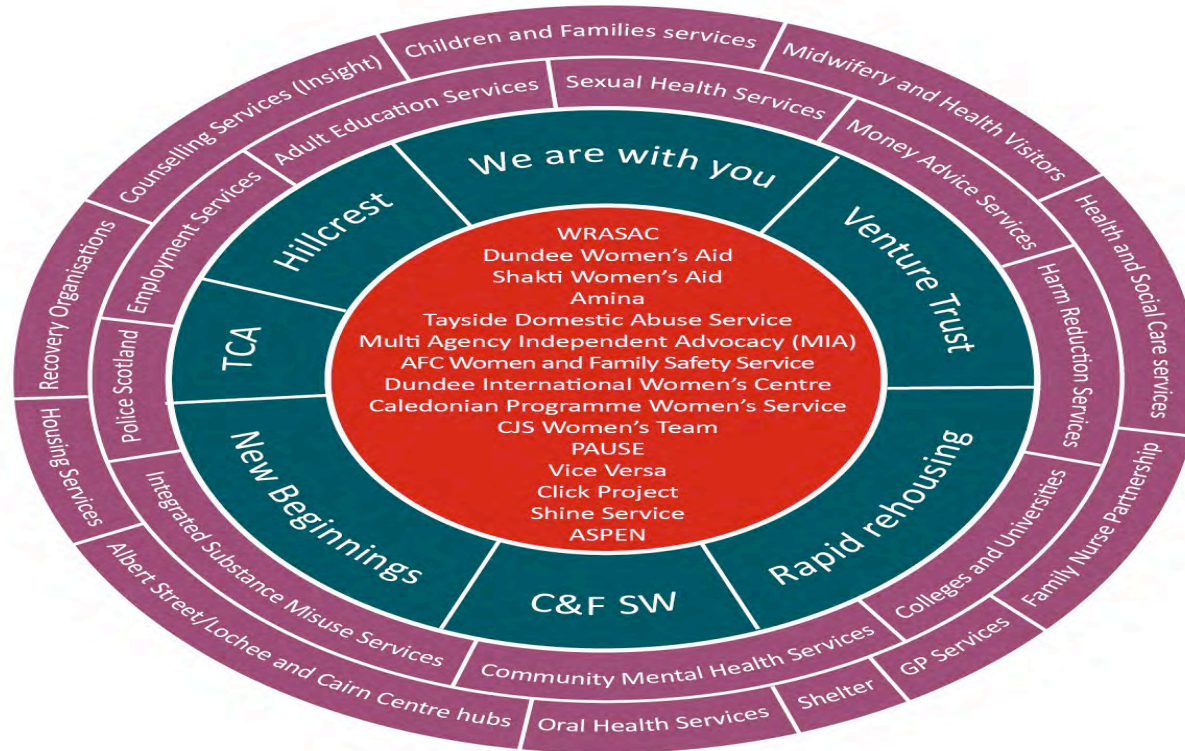 Children and Families services
Midwifery and Health Visitors
Health and Social Care services
Family Nurse Partnership
GP Services
Shelter
Oral Health Services
Albert Street/Lochee and Cairn Centre hubs
Housing Services
Recovery Organisations
Counselling Services (Insight)
Sexual Health Services
Money Advice Services
Harm Reduction Services
Colleges and Universities
Community Mental Health Services
Integrated Substance Misuse Services
Police Scotland
Employment Services
Adult Education Services
We are with you
Venture Trust
Rapid rehousing
C&F SW
New Beginnings
TCA
Hillcrest
WRASAC
Dundee Women’s Aid
Shakti Women’s Aid
Amina
Tayside Domestic Abuse Service
Multi Agency Independent Advocacy (MIA)
AFC Women and Family Safety Service
Dundee International Women’s Centre
Caledonian Programme Women’s Service
CJS Women’s Team
PAUSE
Vice Versa
Click Project
Shine Service
ASPEN